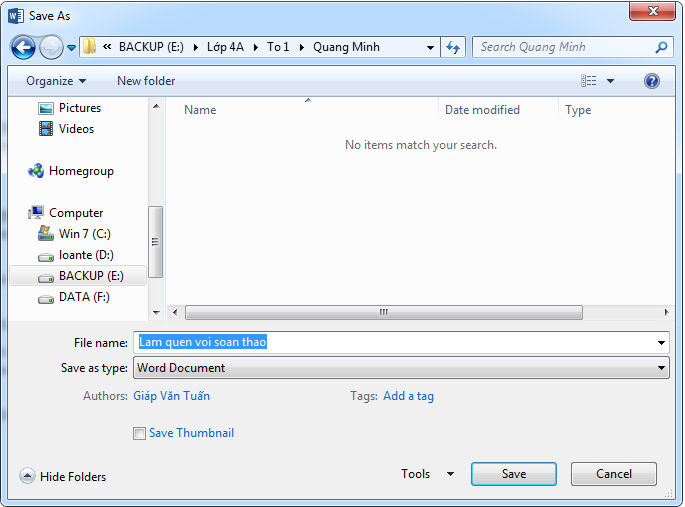 Save As
« BACKUP (E:) Lớp 4A To 1 Quang Minh Search Quang Minh
Organize New folder
Name Date modified Type
No items match your search.
Pictures
Videos
Homegroup
Computer
Win 7 (C:)
loante (D:)
BACKUP (E:)
DATA (F:)
File name: Lam quen voi soan thao
Save as type: Word Document
Authors: Giáp Văn Tuấn Tags: Add a tag
Save Thumbnail
Hide Folders Tools Save Cancel